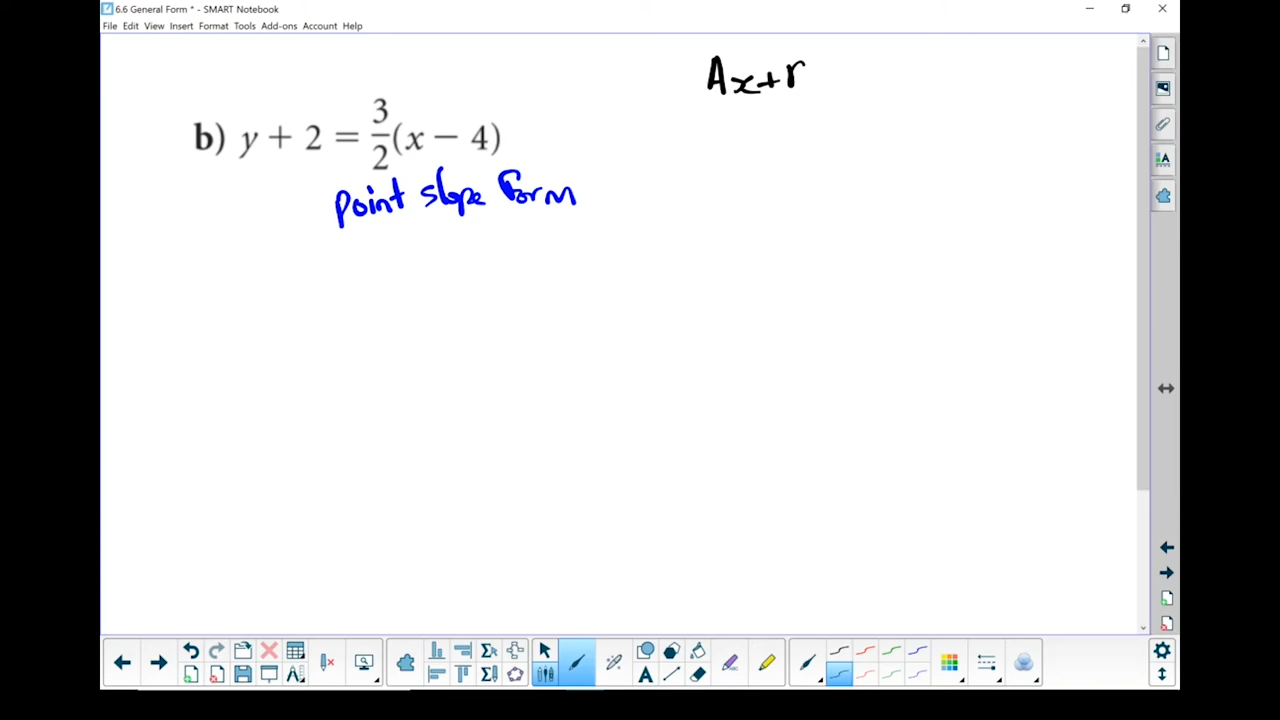 6.6 General Form * - SMART Notebook
File Edit View Insert Format Tools Add-ons Account Help
Ax+
b) y + 2 = 3/2(x − 4)
point slope Form